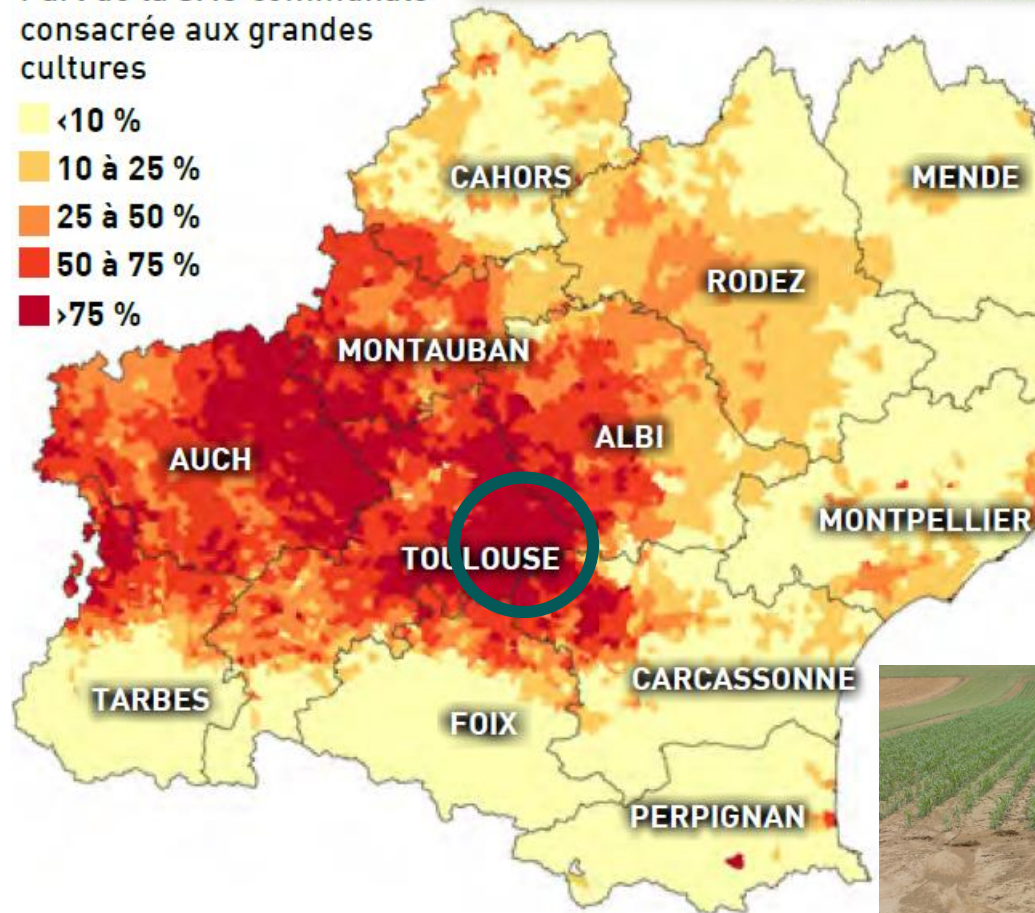 consacrée aux grandes
cultures
<10 %
10 à 25 %
25 à 50 %
50 à 75 %
>75 %
CAHORS
MENDE
RODEZ
MONTAUBAN
ALBI
AUCH
MONTPELLIER
TOULOUSE
CARCASSONNE
TARBES
FOIX
PERPIGNAN